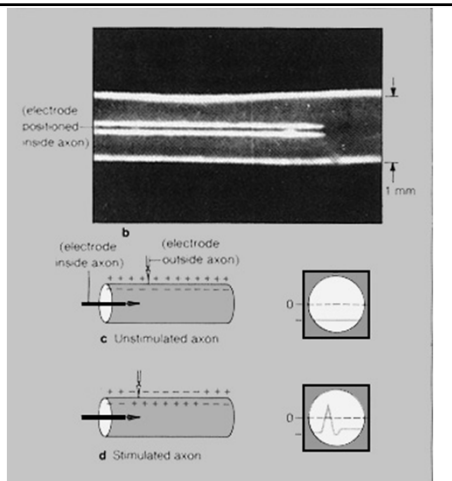 (electrode
positioned
inside axon)
1 mm
b
(electrode
inside axon)
(electrode
outside axon)
+ + + + + + + + + + + +
− − − − − − − − − − −
0
−
c Unstimulated axon
+ + − − − − − − − + + +
− + + + + + + + − − −
0
−
d Stimulated axon